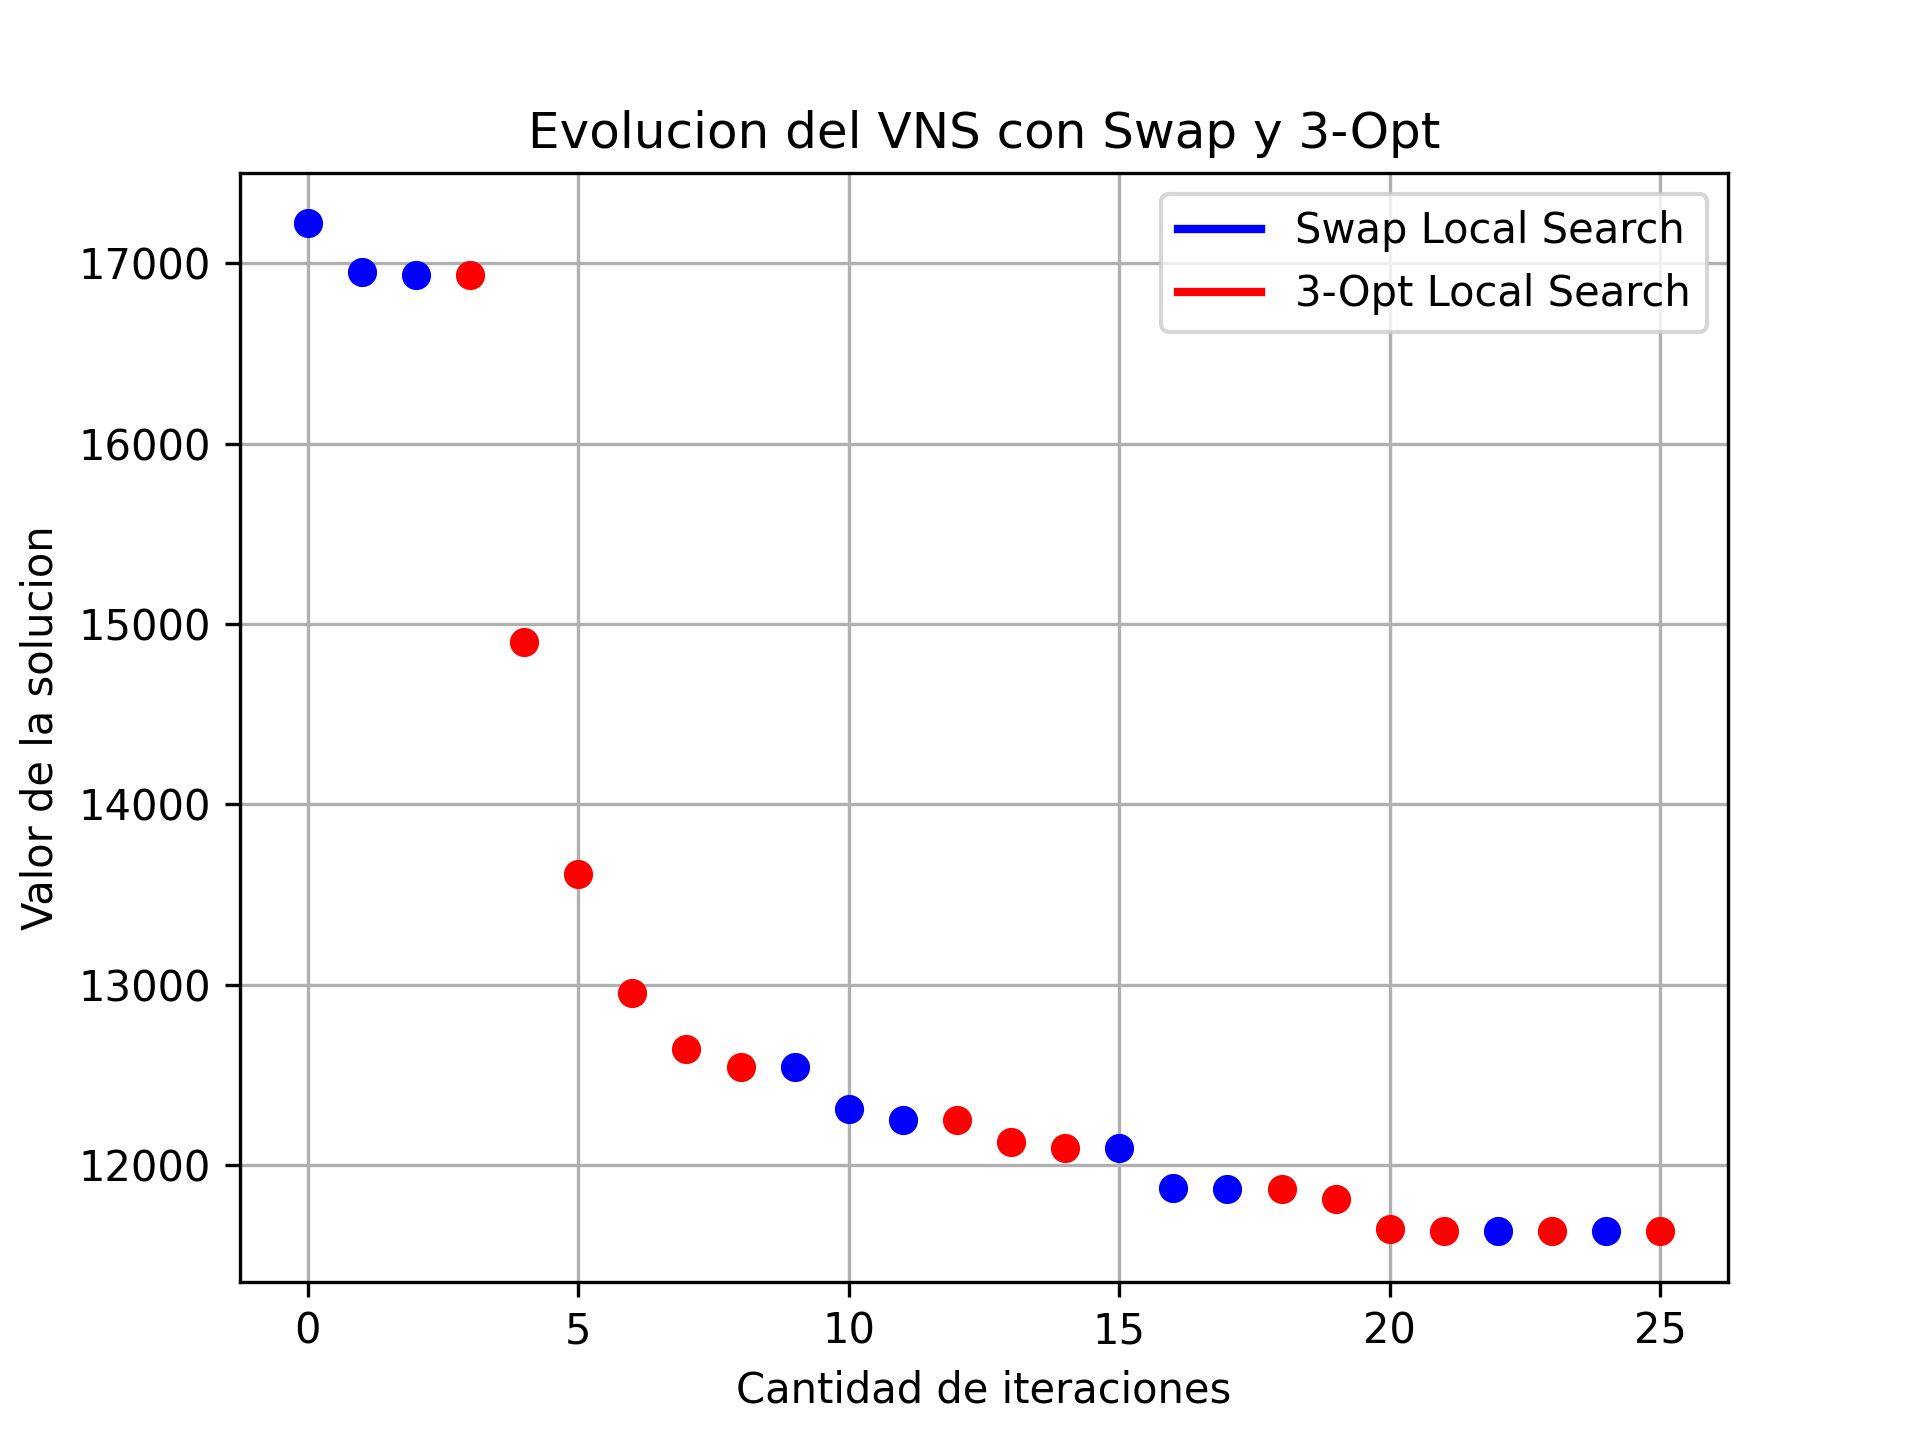 Evolucion del VNS con Swap y 3-Opt
Swap Local Search
3-Opt Local Search
17000
16000
15000
14000
13000
12000
Valor de la solucion
0 5 10 15 20 25
Cantidad de iteraciones